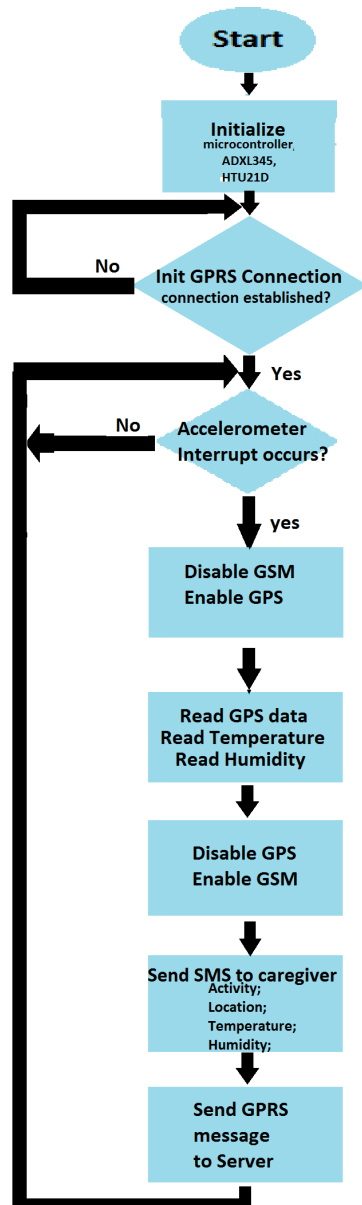 Start
Initialize
microcontroller,
ADXL345,
HTU21D
No
Init GPRS Connection
connection established?
Yes
No
Accelerometer
Interrupt occurs?
yes
Disable GSM
Enable GPS
Read GPS data
Read Temperature
Read Humidity
Disable GPS
Enable GSM
Send SMS to caregiver
Activity;
Location;
Temperature;
Humidity;
Send GPRS
message
to Server